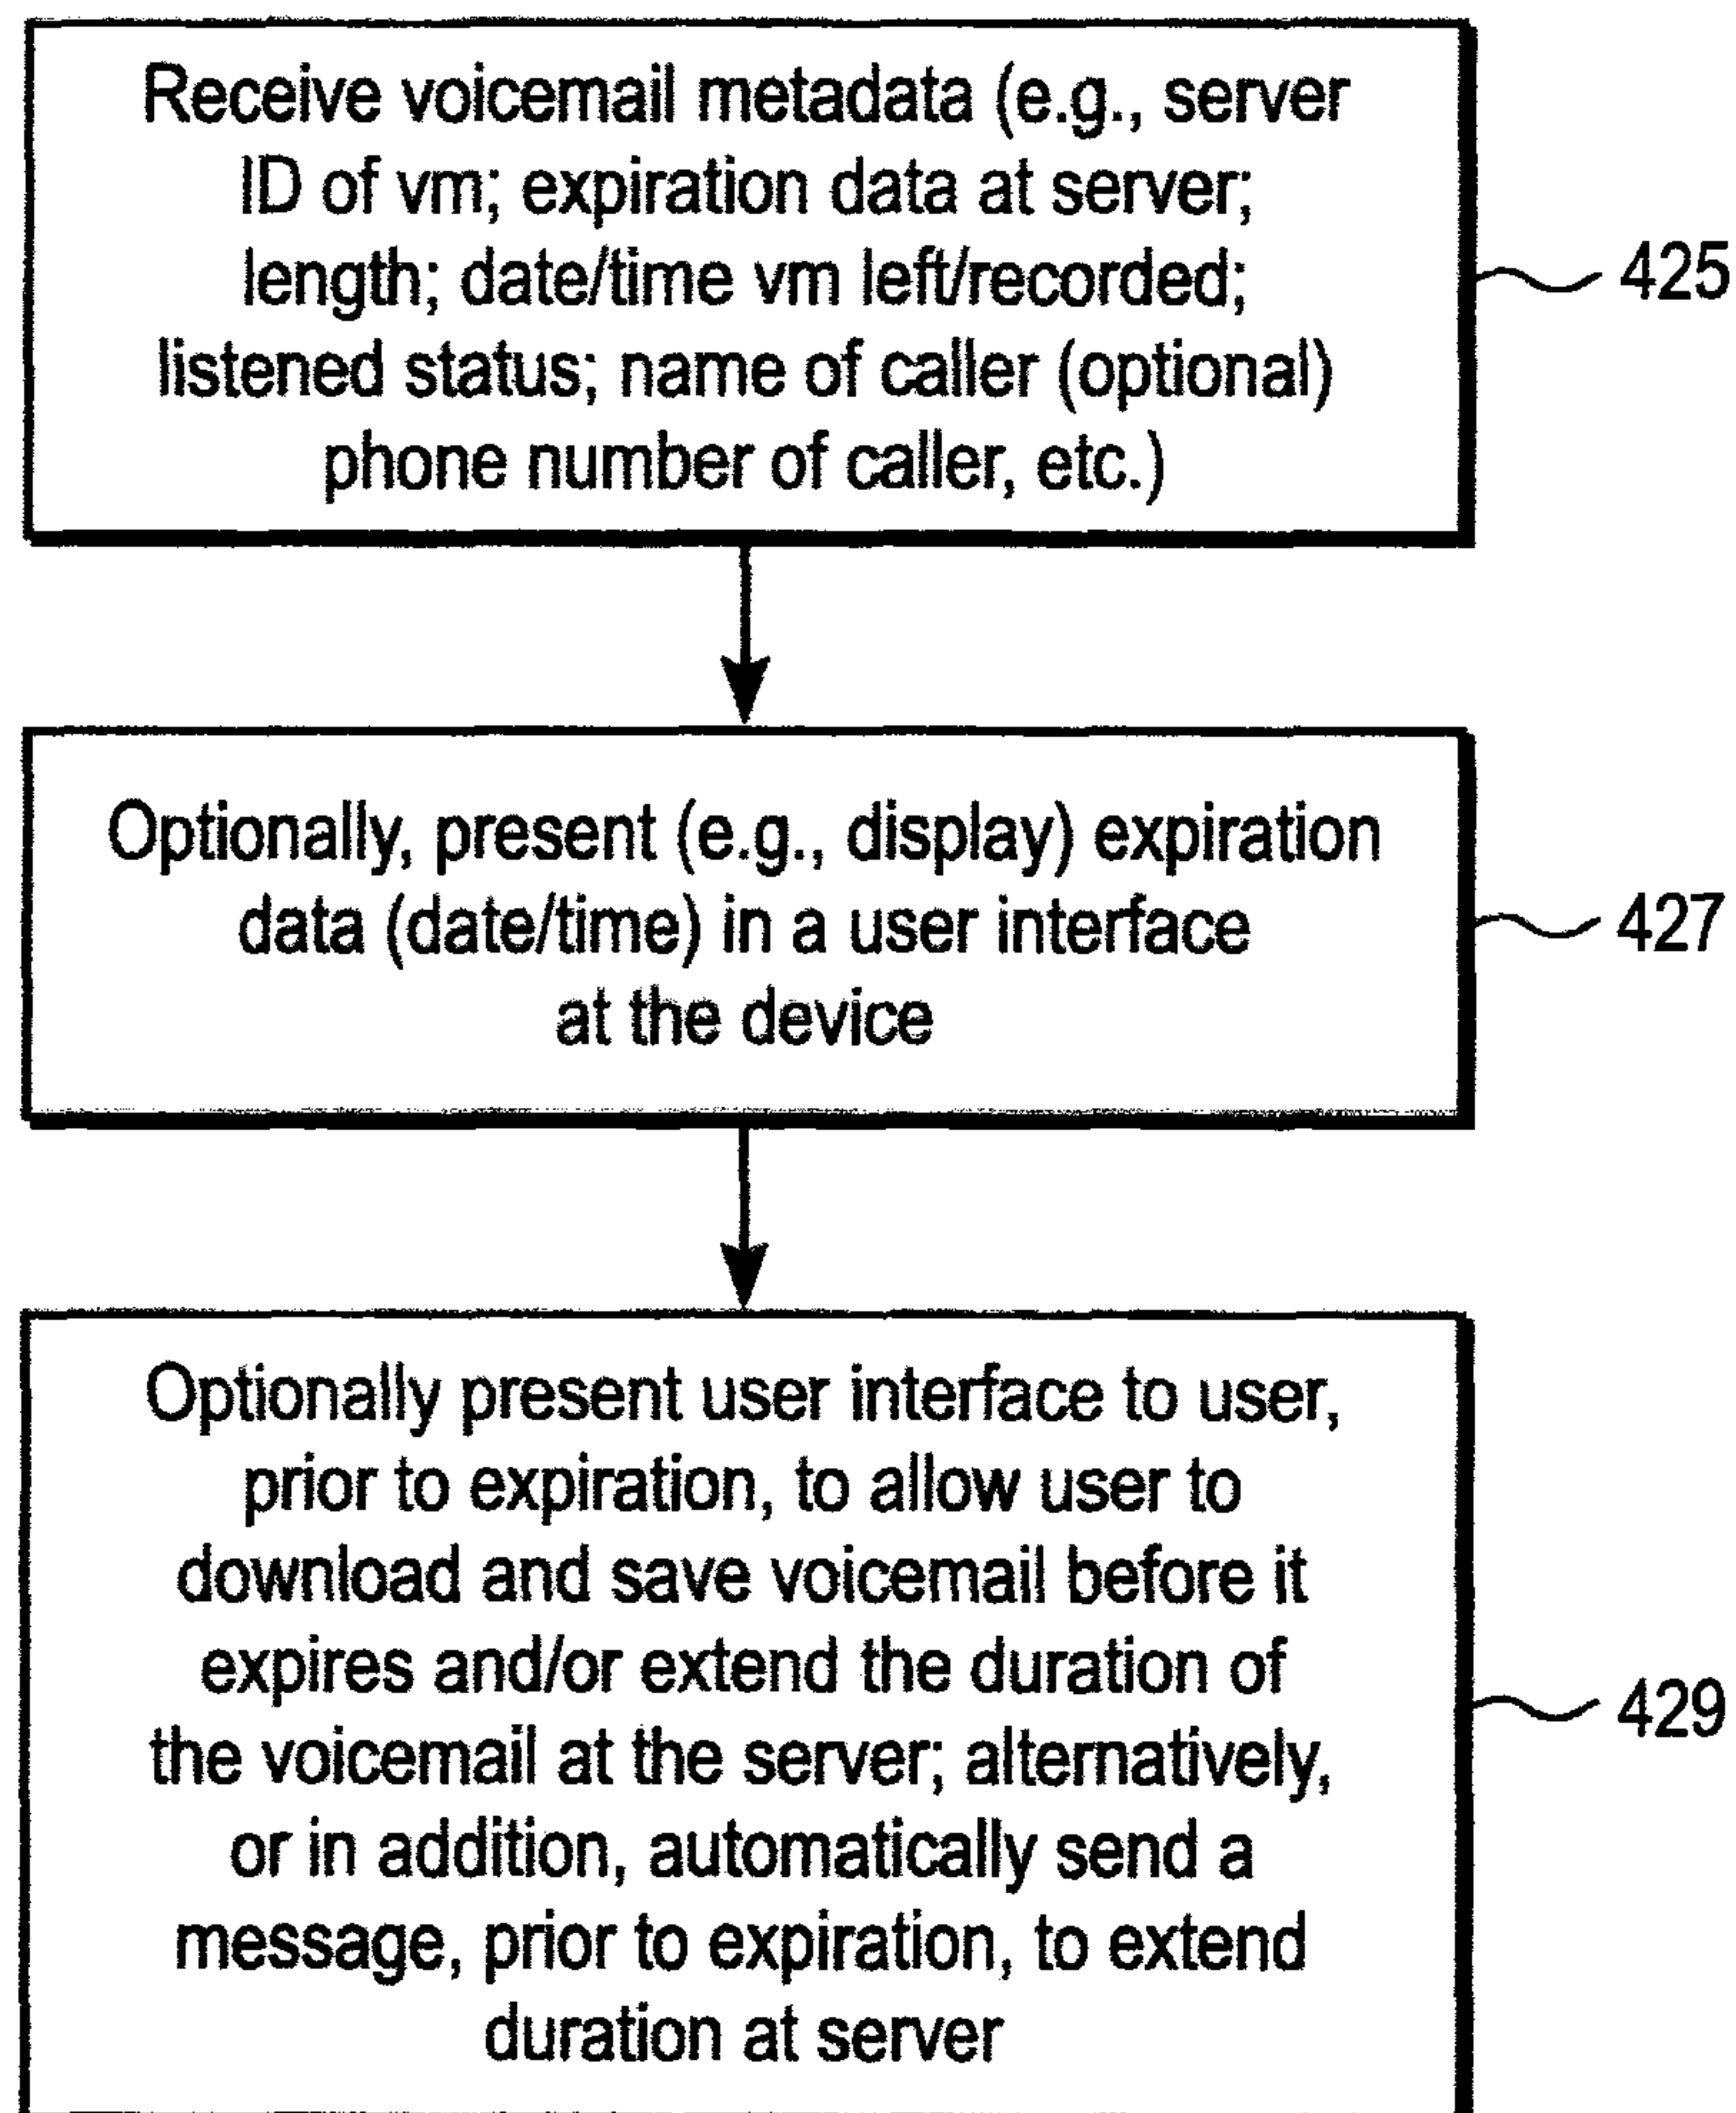 Receive voicemail metadata (e.g., server
ID of vm; expiration data at server;
length; date/time vm left/recorded;
listened status; name of caller (optional)
phone number of caller, etc.)
425
Optionally, present (e.g., display) expiration
data (date/time) in a user interface
at the device
427
Optionally present user interface to user,
prior to expiration, to allow user to
download and save voicemail before it
expires and/or extend the duration of
the voicemail at the server; alternatively,
or in addition, automatically send a
message, prior to expiration, to extend
duration at server
429